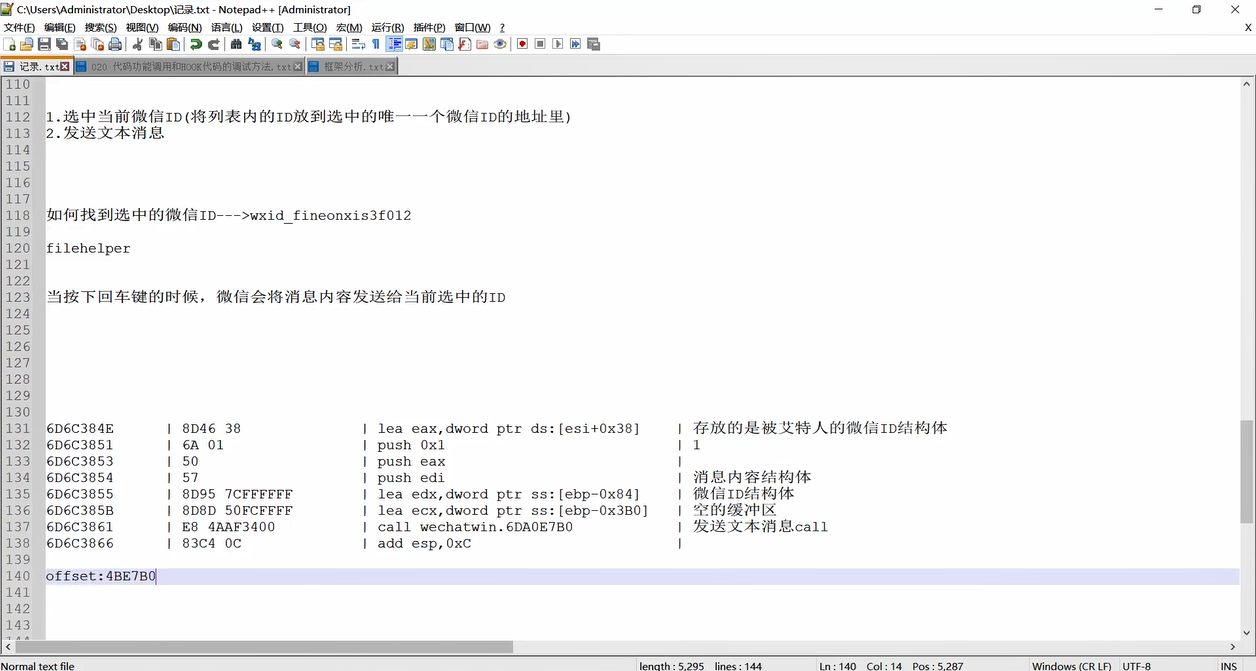 C:\Users\Administrator\Desktop\记录.txt - Notepad++ [Administrator]
文件(F) 编辑(E) 搜索(S) 视图(V) 编码(N) 语言(L) 设置(T) 工具(O) 宏(M) 运行(R) 插件(P) 窗口(W) ? X
记录.txt 020 代码功能调用和HOOK代码的调试方法.txt 框架分析.txt
110
111
112 1.选中当前微信ID(将列表内的ID放到选中的唯一一个微信ID的地址里)
113 2.发送文本消息
114
115
116
117
118 如何找到选中的微信ID--->wxid_fineonxis3f012
119
120 filehelper
121
122
123 当按下回车键的时候，微信会将消息内容发送给当前选中的ID
124
125
126
127
128
129
130
131 6D6C384E | 8D46 38 | lea eax,dword ptr ds:[esi+0x38] | 存放的是被艾特人的微信ID结构体
132 6D6C3851 | 6A 01 | push 0x1 | 1
133 6D6C3853 | 50 | push eax |
134 6D6C3854 | 57 | push edi | 消息内容结构体
135 6D6C3855 | 8D95 7CFFFFFF | lea edx,dword ptr ss:[ebp-0x84] | 微信ID结构体
136 6D6C385B | 8D8D 50FCFFFF | lea ecx,dword ptr ss:[ebp-0x3B0] | 空的缓冲区
137 6D6C3861 | E8 4AAF3400 | call wechatwin.6DA0E7B0 | 发送文本消息call
138 6D6C3866 | 83C4 0C | add esp,0xC |
139
140 offset:4BE7B0
141
142
143
144
Normal text file length : 5,295 lines : 144 Ln : 140 Col : 14 Pos : 5,287 Windows (CR LF) UTF-8 INS